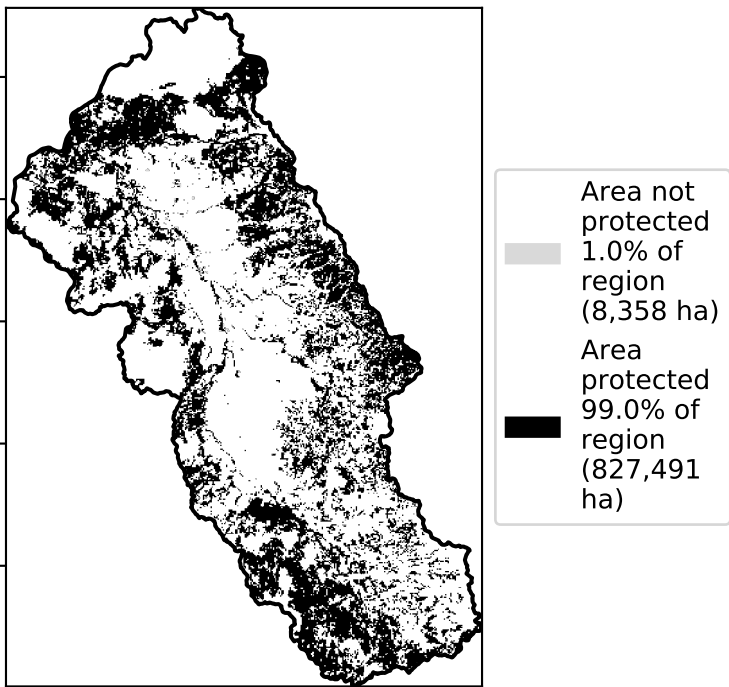 Area not
protected
1.0% of
region
(8,358 ha)
Area
protected
99.0% of
region
(827,491
ha)